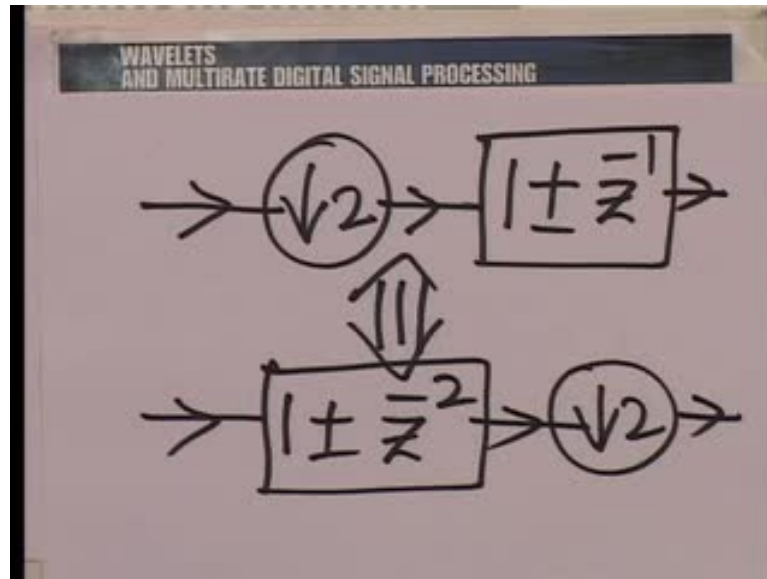 WAVELETS
AND MULTIRATE DIGITAL SIGNAL PROCESSING
↓2 1 ± z⁻¹
1 ± z⁻² ↓2